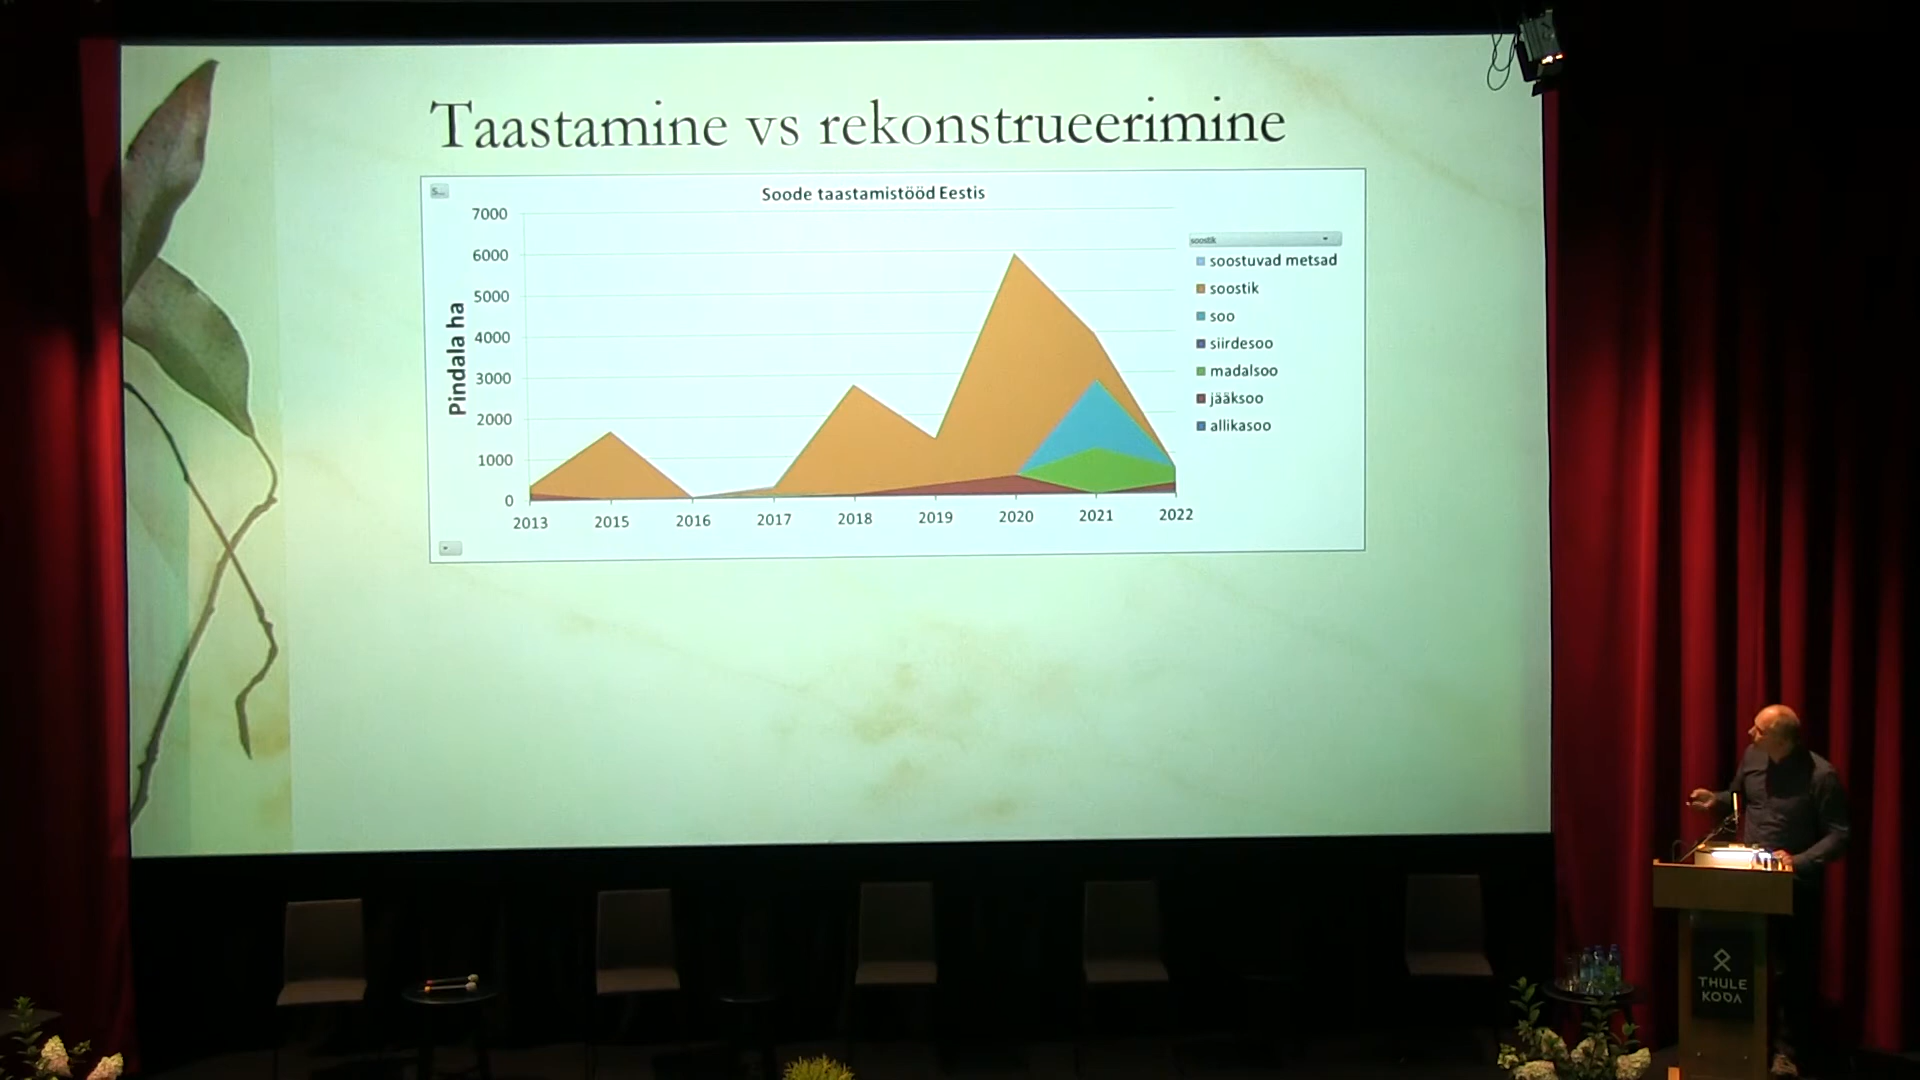 Taastamine vs rekonstrueerimine
S...
Soode taastamistööd Eestis
Pindala ha
7000
6000
5000
4000
3000
2000
1000
0
2013 2015 2016 2017 2018 2019 2020 2021 2022
soostik
soostuvad metsad
soostik
soo
siirdesoo
madalsoo
jääksoo
allikasoo
THULE
KODA